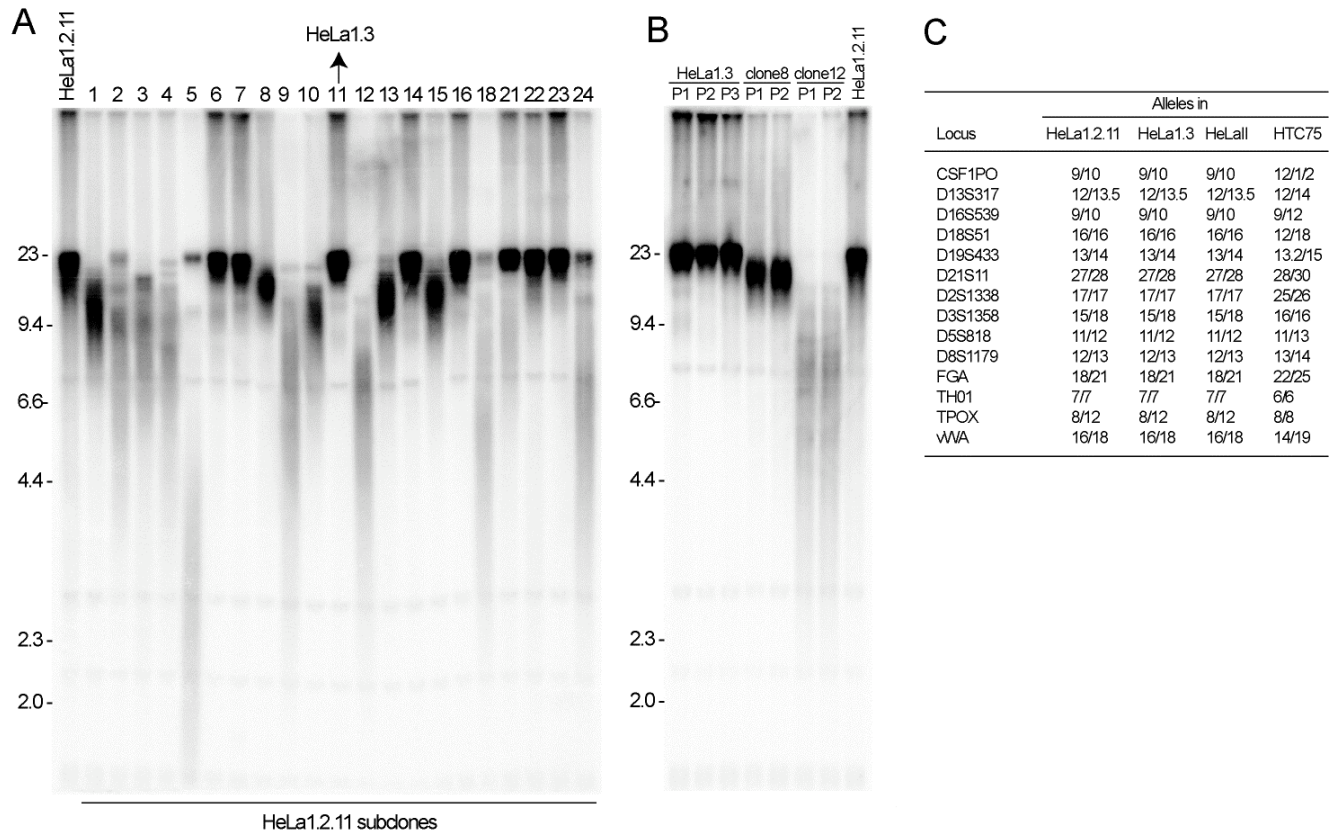 A
HeLa1.2.11
HeLa1.3
1 2 3 4 5 6 7 8 9 10 11 12 13 14 15 16 18 21 22 23 24
23 -
9.4 -
6.6-
4.4 -
2.3 -
2.0 -
HeLa1.2.11 subclones
B
HeLa1.3 clone8 clone12 HeLa1.2.11
P1 P2 P3 P1 P2 P1 P2
23 -
9.4 -
6.6-
4.4 -
2.3 -
2.0 -
C
Alleles in
Locus HeLa1.2.11 HeLa1.3 HeLaII HTC75
CSF1PO 9/10 9/10 9/10 12/1/2
D13S317 12/13.5 12/13.5 12/13.5 12/14
D16S539 9/10 9/10 9/10 9/12
D18S51 16/16 16/16 16/16 12/18
D19S433 13/14 13/14 13/14 13.2/15
D21S11 27/28 27/28 27/28 28/30
D2S1338 17/17 17/17 17/17 25/26
D3S1358 15/18 15/18 15/18 16/16
D5S818 11/12 11/12 11/12 11/13
D8S1179 12/13 12/13 12/13 13/14
FGA 18/21 18/21 18/21 22/25
TH01 7/7 7/7 7/7 6/6
TPOX 8/12 8/12 8/12 8/8
vWA 16/18 16/18 16/18 14/19